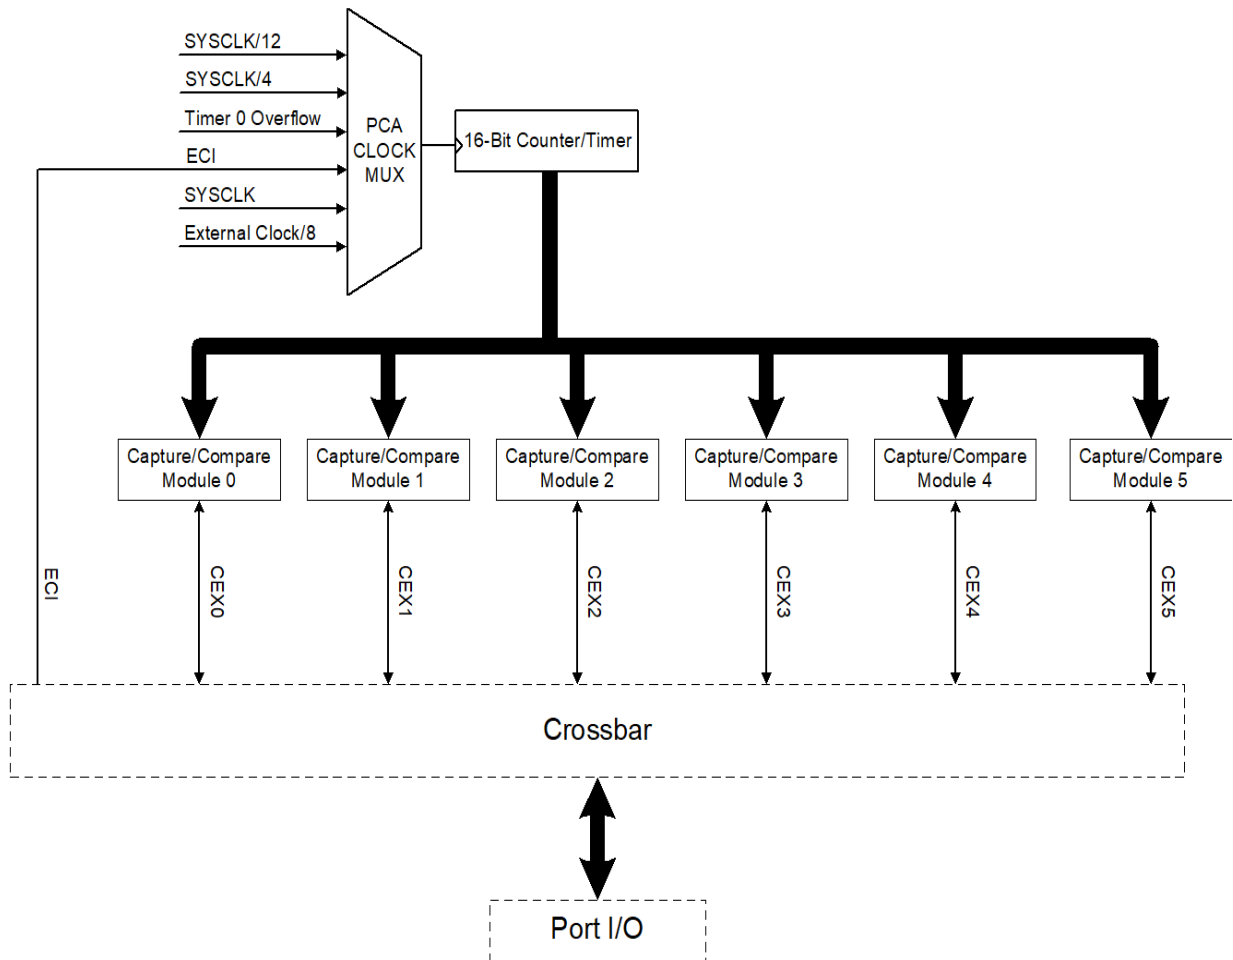 SYSCLK/12
SYSCLK/4
Timer 0 Overflow
ECI
SYSCLK
External Clock/8
PCA
CLOCK
MUX
16-Bit Counter/Timer
Capture/Compare
Module 0
Capture/Compare
Module 1
Capture/Compare
Module 2
Capture/Compare
Module 3
Capture/Compare
Module 4
Capture/Compare
Module 5
ECI
CEX0
CEX1
CEX2
CEX3
CEX4
CEX5
Crossbar
Port I/O